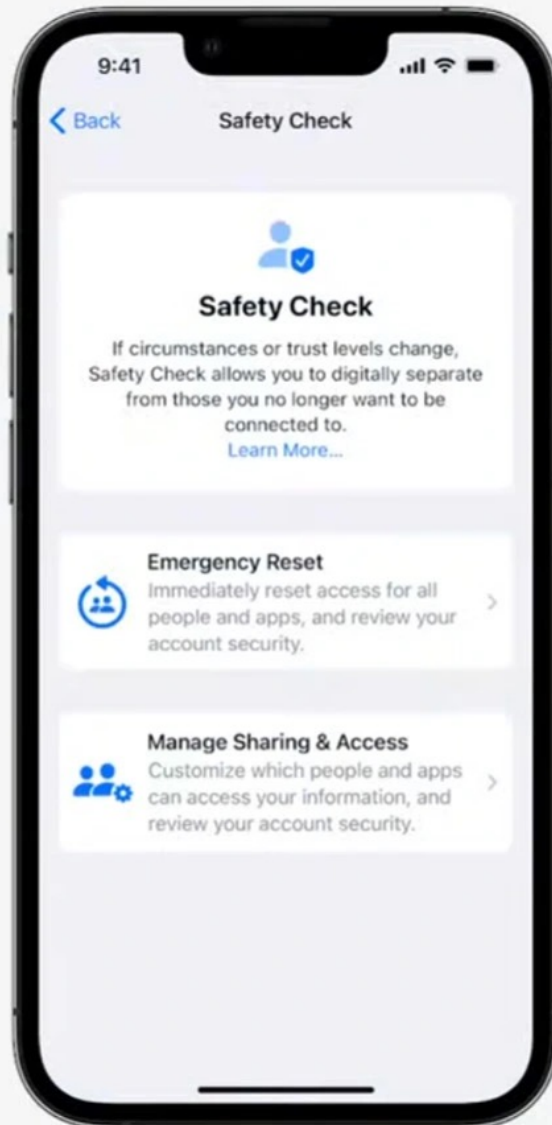 9:41
Back
Safety Check
Safety Check
If circumstances or trust levels change,
Safety Check allows you to digitally separate
from those you no longer want to be
connected to.
Learn More...
Emergency Reset
Immediately reset access for all
people and apps, and review your
account security.
Manage Sharing & Access
Customize which people and apps
can access your information, and
review your account security.